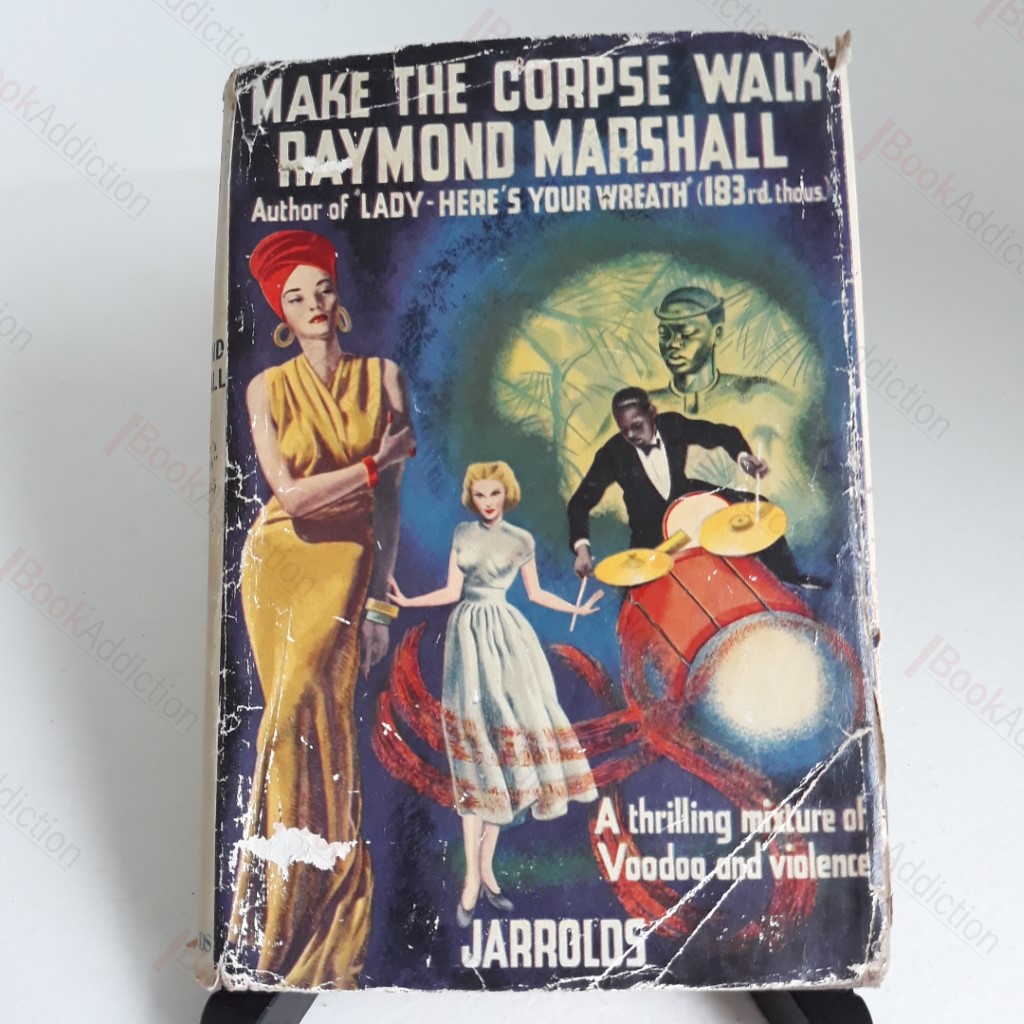 MAKE THE CORPSE WALK
RAYMOND MARSHALL
Author of "LADY-HERE'S YOUR WREATH" (183rd. thous.)
A thrilling mixture of
Voodoo and violence
JARROLDS
BookAddiction